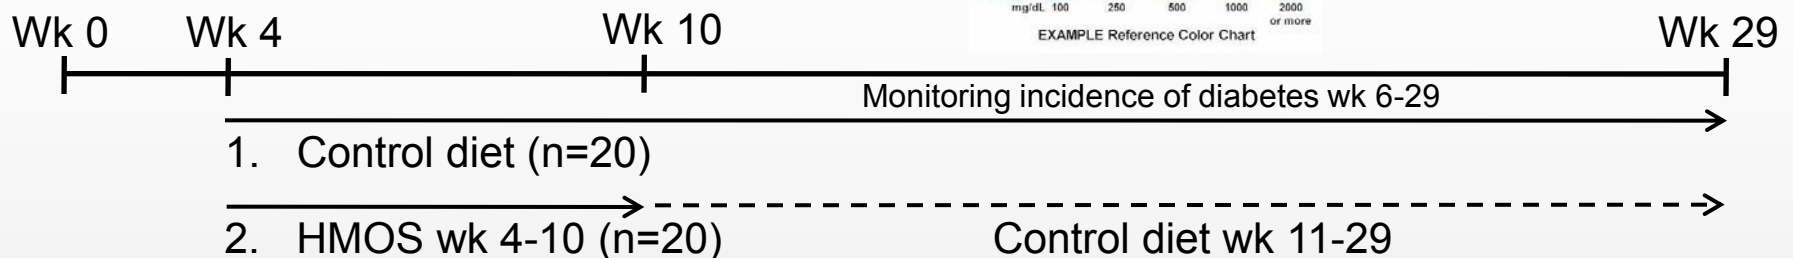 mg/dL 100 250 500 1000 2000
or more
EXAMPLE Reference Color Chart
Wk 0 Wk 4 Wk 10 Wk 29
Monitoring incidence of diabetes wk 6-29
1. Control diet (n=20)
2. HMOS wk 4-10 (n=20) Control diet wk 11-29